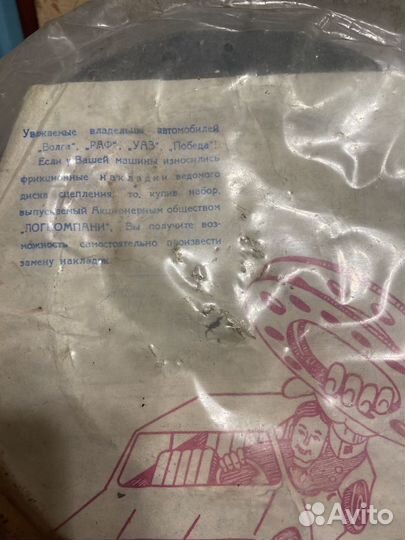 Уважаемые владельцы автомобилей
„Волга", „РАФ", „УАЗ", „Победа"!
Если у Вашей машины износились
фрикционные накладки ведомого
диска сцепления, то, купив набор,
выпускаемый Акционерным обществом
„ЛОГКОМПАНИ", Вы получите воз-
можность самостоятельно произвести
замену накладок.
Avito